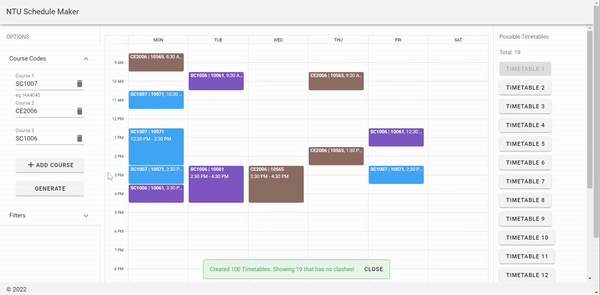 NTU Schedule Maker
OPTIONS
Course Codes
Course 1
SC1007
eg. HA4040
Course 2
CE2006
Course 3
SC1006
+ ADD COURSE
GENERATE
Filters
MON TUE WED THU FRI SAT
9 AM
10 AM
11 AM
12 PM
1 PM
2 PM
3 PM
4 PM
5 PM
6 PM
7 PM
8 PM
CE2006 | 10565, 8:30 A
SC1007 | 10071, 10:30
SC1007 | 10071
12:30 PM - 2:30 PM
SC1007 | 10071, 2:30 P
SC1006 | 10061, 3:30 P
SC1006 | 10061, 9:30 A
SC1006 | 10061
2:30 PM - 4:30 PM
CE2006 | 10565
2:30 PM - 4:30 PM
CE2006 | 10565, 9:30 A
CE2006 | 10565, 1:30 P
SC1006 | 10061, 12:30
SC1007 | 10071, 2:30 P
Created 100 Timetables. Showing 19 that has no clashes! CLOSE
Possible Timetables
Total: 19
TIMETABLE 1
TIMETABLE 2
TIMETABLE 3
TIMETABLE 4
TIMETABLE 5
TIMETABLE 6
TIMETABLE 7
TIMETABLE 8
TIMETABLE 9
TIMETABLE 10
TIMETABLE 11
TIMETABLE 12
© 2022